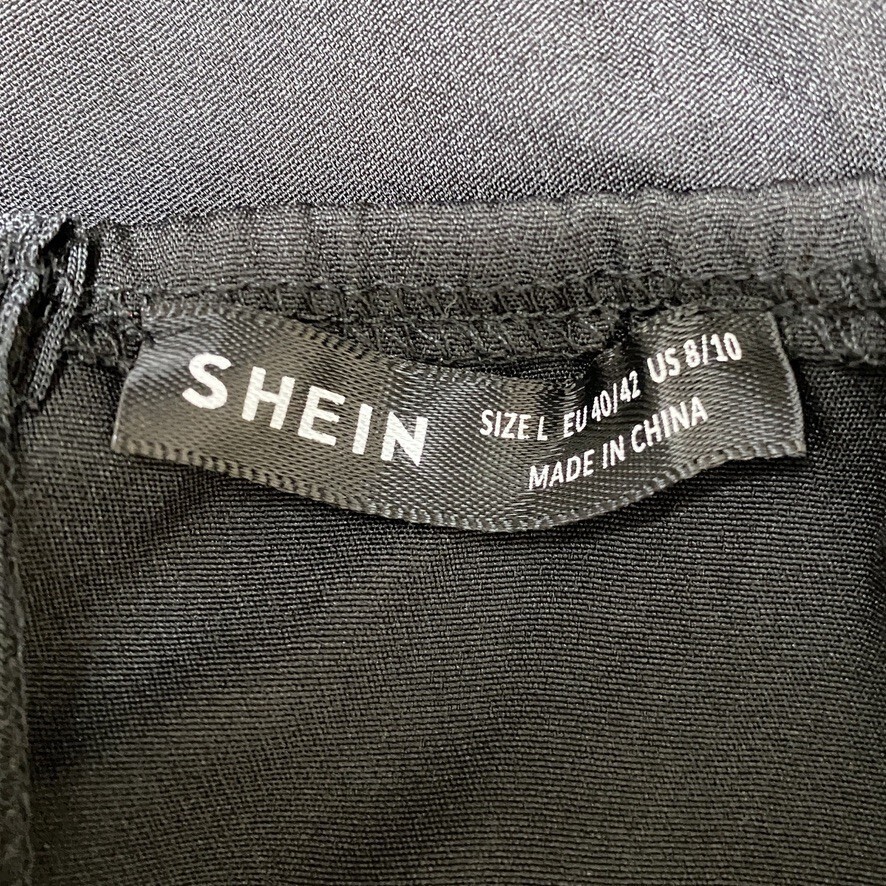 SHEIN
SIZE L EU 40/42 US 8/10
MADE IN CHINA